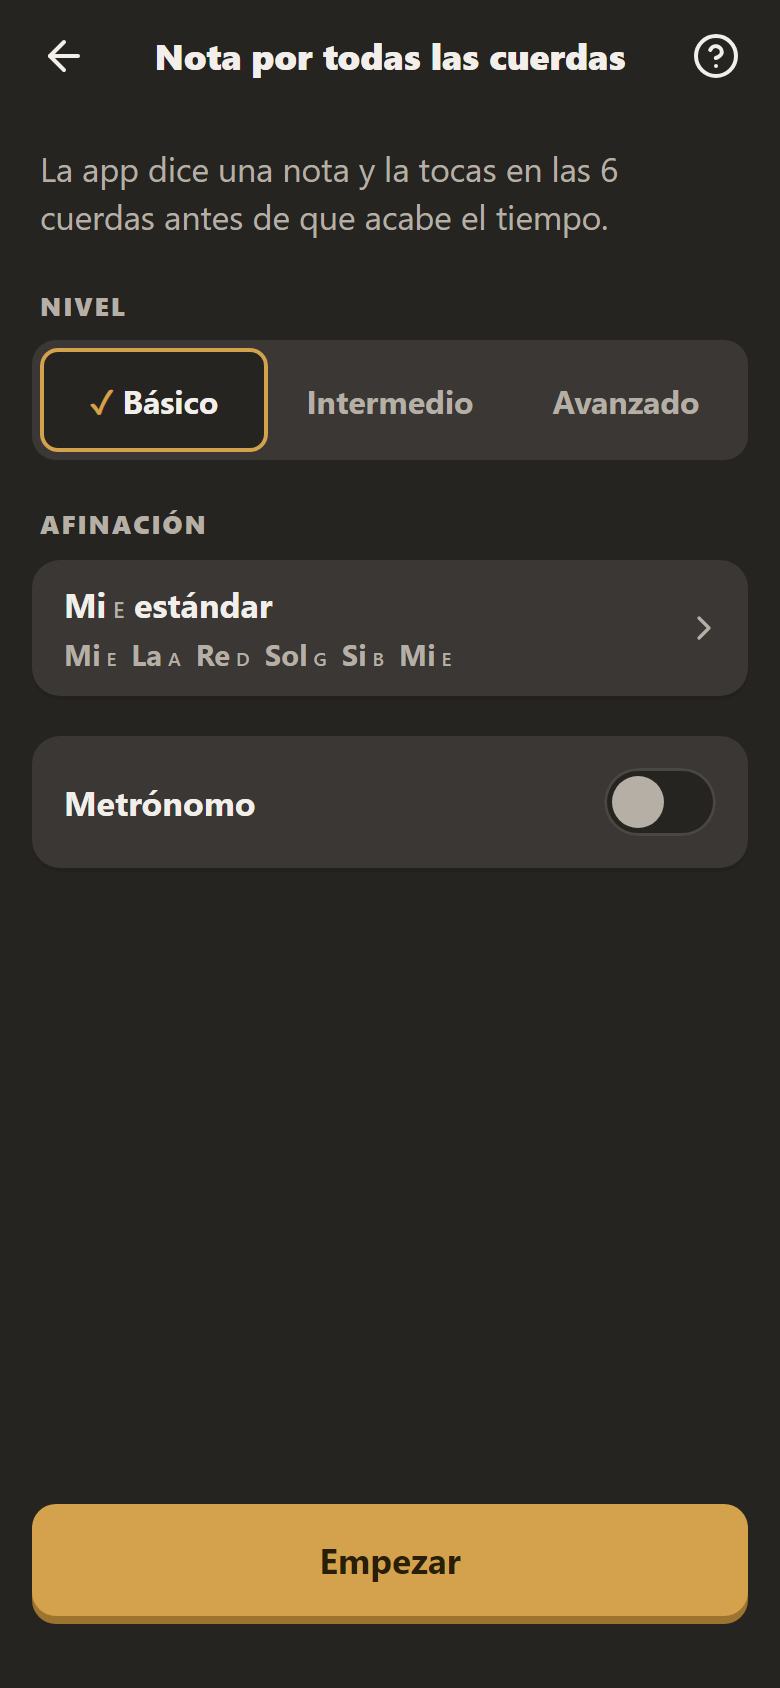 Nota por todas las cuerdas
La app dice una nota y la tocas en las 6
cuerdas antes de que acabe el tiempo.
NIVEL
✓ Básico Intermedio Avanzado
AFINACIÓN
Mi E estándar
Mi E La A Re D Sol G Si B Mi E
Metrónomo
Empezar